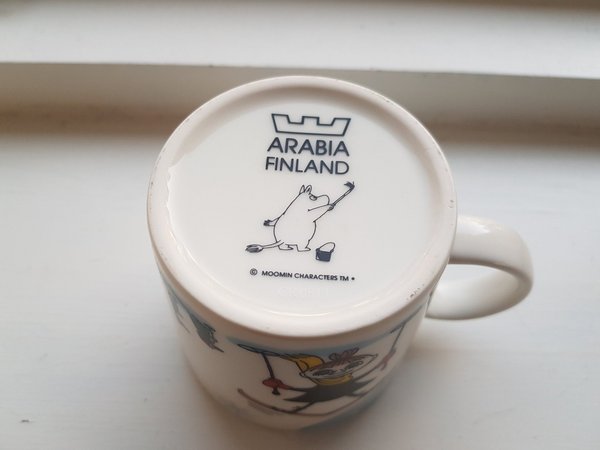 ARABIA
FINLAND
© MOOMIN CHARACTERS TM